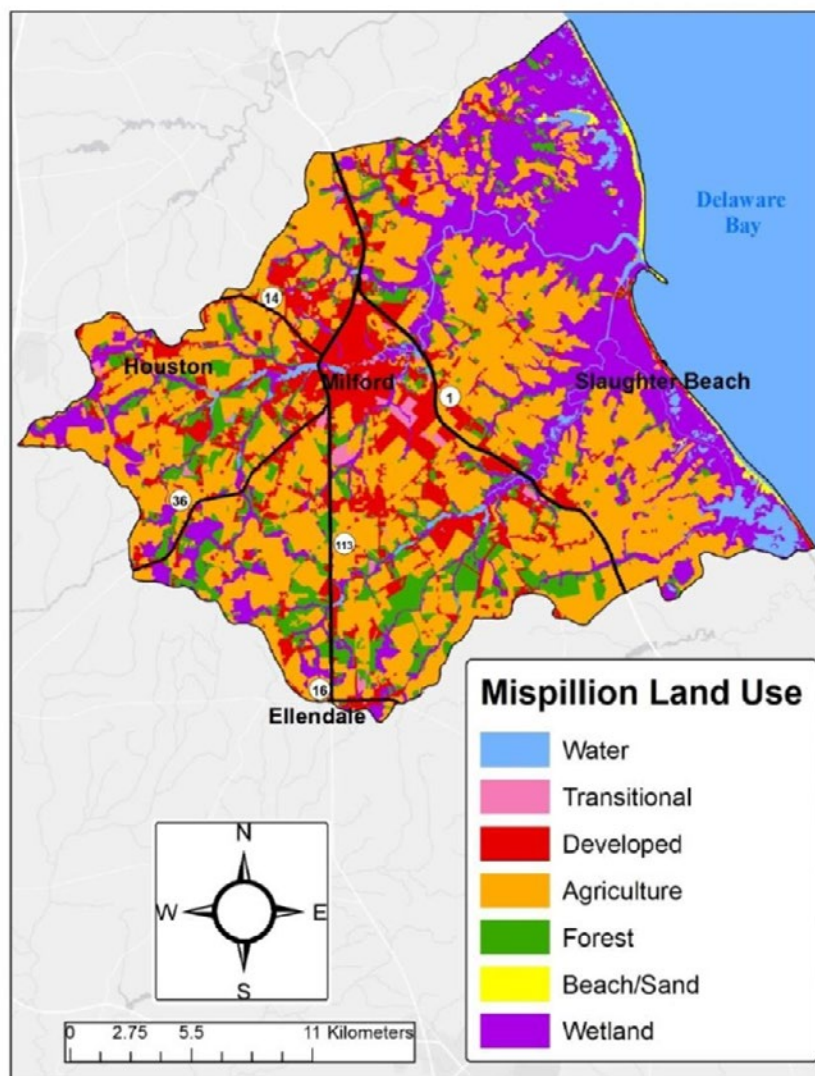 Delaware
Bay
14
Houston
Milford
Slaughter Beach
1
36
113
16
Ellendale
Mispillion Land Use
Water
Transitional
Developed
Agriculture
Forest
Beach/Sand
Wetland
N
W E
S
0 2.75 5.5 11 Kilometers